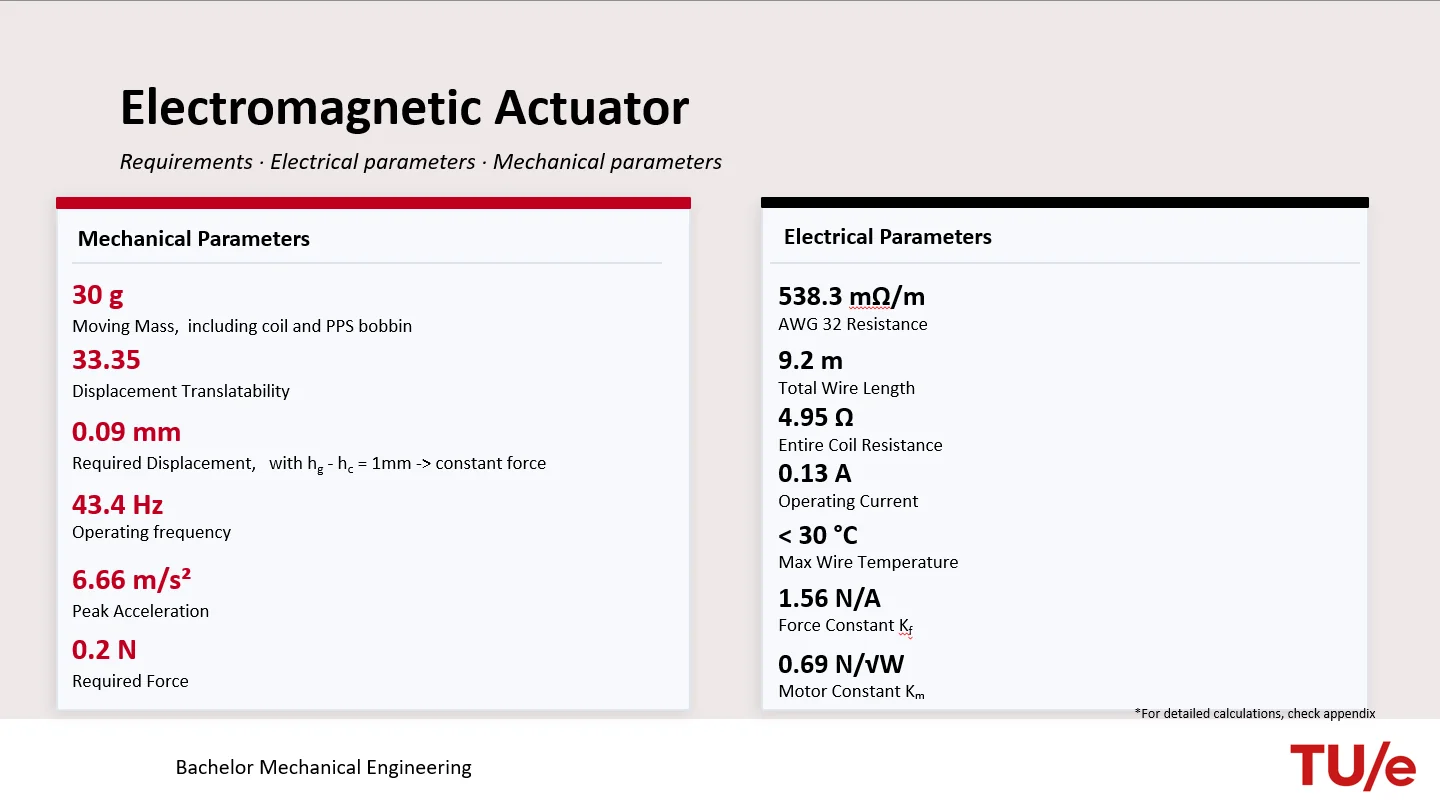 Electromagnetic Actuator
Requirements · Electrical parameters · Mechanical parameters
Mechanical Parameters
30 g
Moving Mass,  including coil and PPS bobbin
33.35
Displacement Translatability
0.09 mm
Required Displacement,   with hg - hc = 1mm -> constant force
43.4 Hz
Operating frequency
6.66 m/s²
Peak Acceleration
0.2 N
Required Force
Electrical Parameters
538.3 mΩ/m
AWG 32 Resistance
9.2 m
Total Wire Length
4.95 Ω
Entire Coil Resistance
0.13 A
Operating Current
< 30 °C
Max Wire Temperature
1.56 N/A
Force Constant Kf
0.69 N/√W
Motor Constant Kₘ
*For detailed calculations, check appendix
Bachelor Mechanical Engineering
TU/e